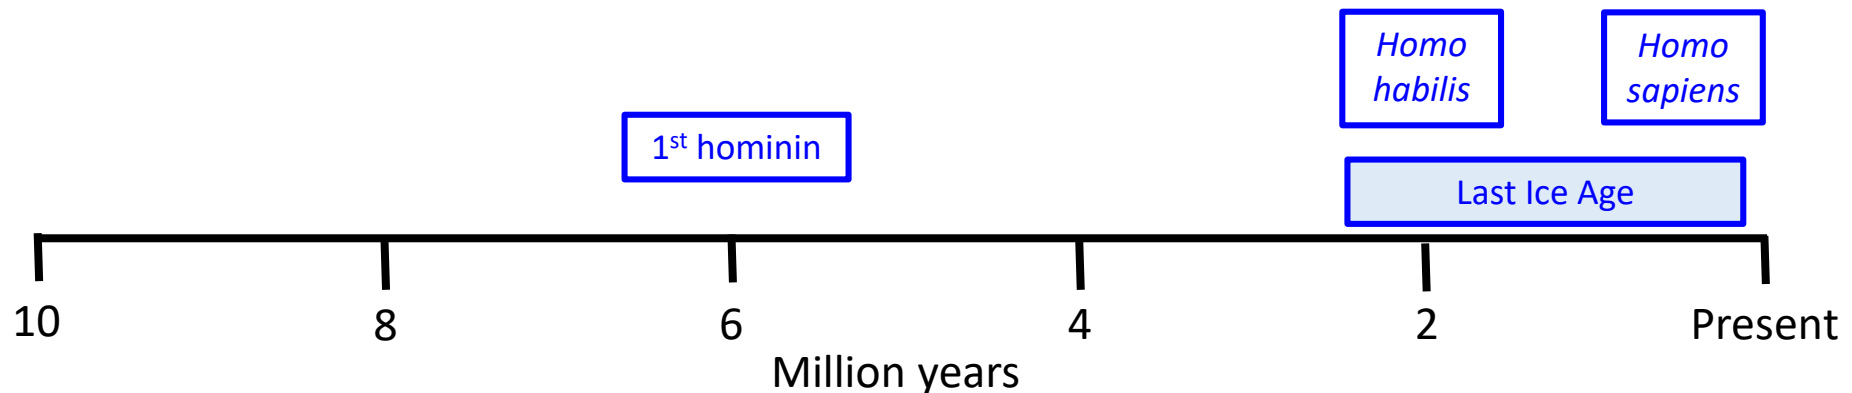 Homo
habilis
Homo
sapiens
1st hominin
Last Ice Age
10
8
6
4
2
Present
Million years